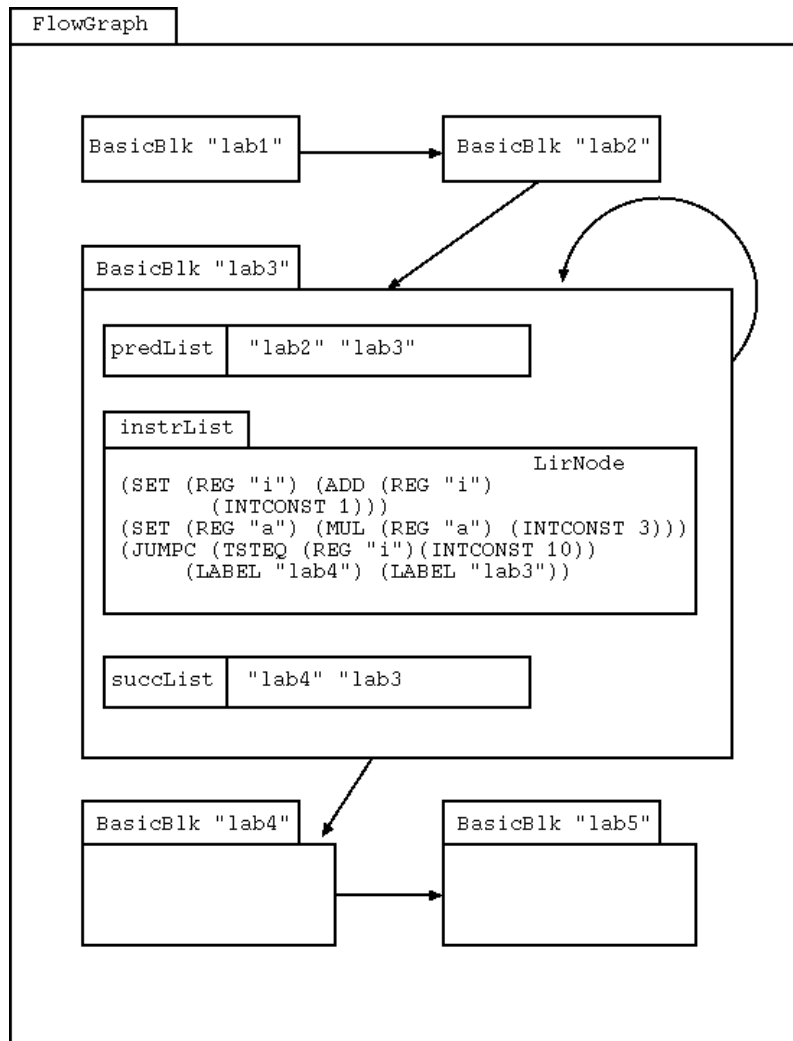 FlowGraph
BasicBlk "lab1"
BasicBlk "lab2"
BasicBlk "lab3"
predList "lab2" "lab3"
instrList
LirNode
(SET (REG "i") (ADD (REG "i")
(INTCONST 1)))
(SET (REG "a") (MUL (REG "a") (INTCONST 3)))
(JUMPC (TSTEQ (REG "i")(INTCONST 10))
(LABEL "lab4") (LABEL "lab3"))
succList "lab4" "lab3
BasicBlk "lab4"
BasicBlk "lab5"